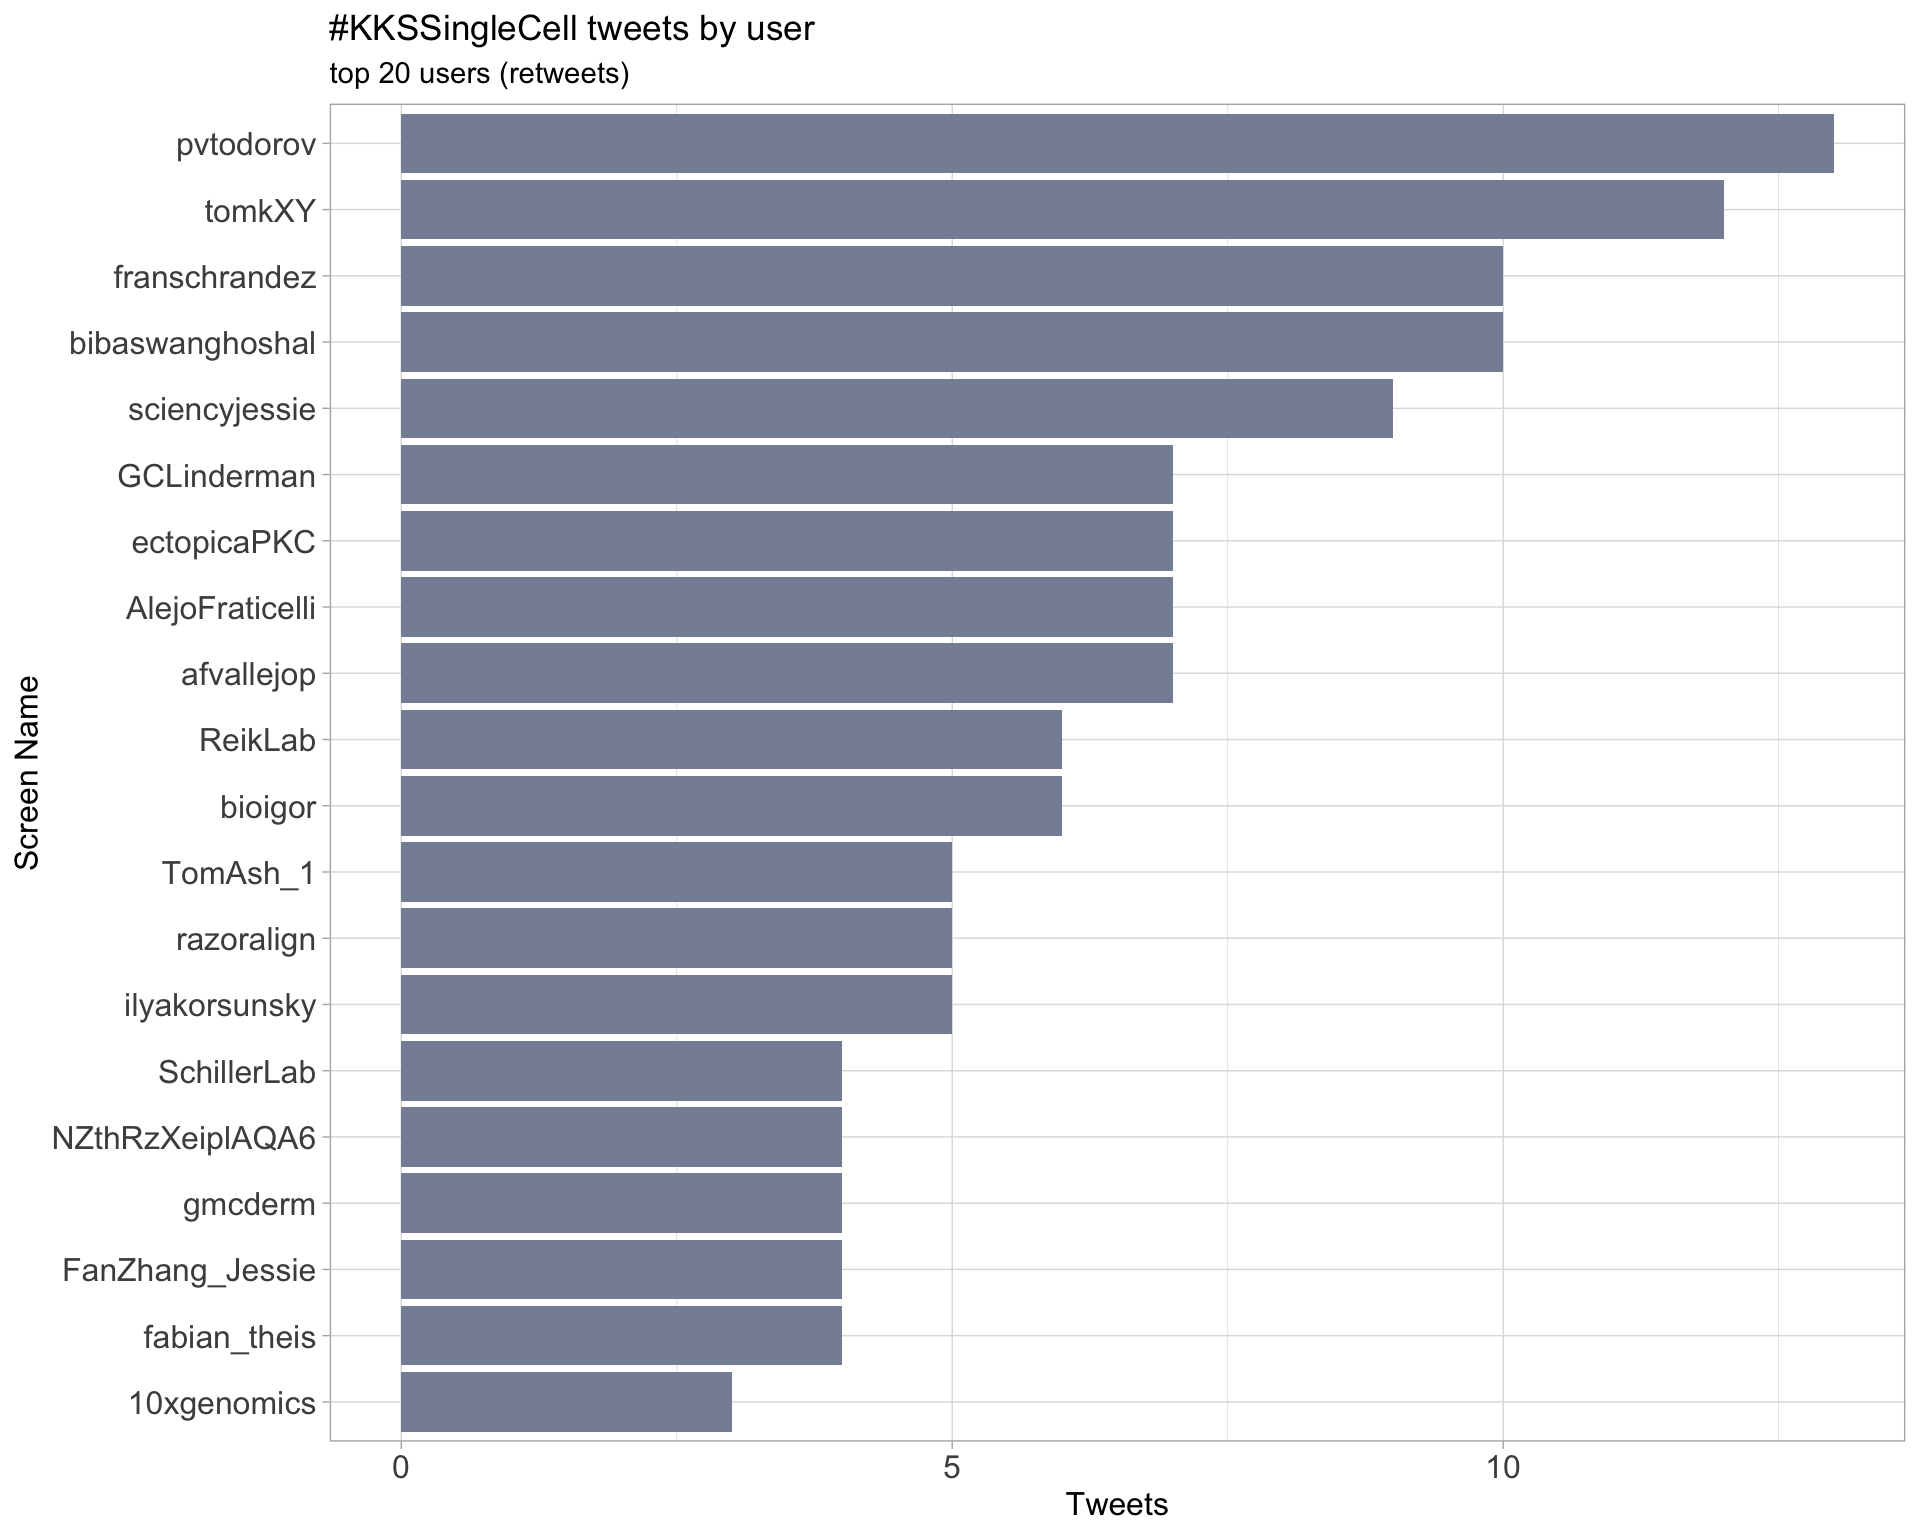 #KKSSingleCell tweets by user
top 20 users (retweets)
pvtodorov
tomkXY
franschrandez
bibaswanghoshal
sciencyjessie
GCLinderman
ectopicaPKC
AlejoFraticelli
afvallejop
ReikLab
bioigor
TomAsh_1
razoralign
ilyakorsunsky
SchillerLab
NZthRzXeiplAQA6
gmcderm
FanZhang_Jessie
fabian_theis
10xgenomics
Screen Name
0 5 10
Tweets